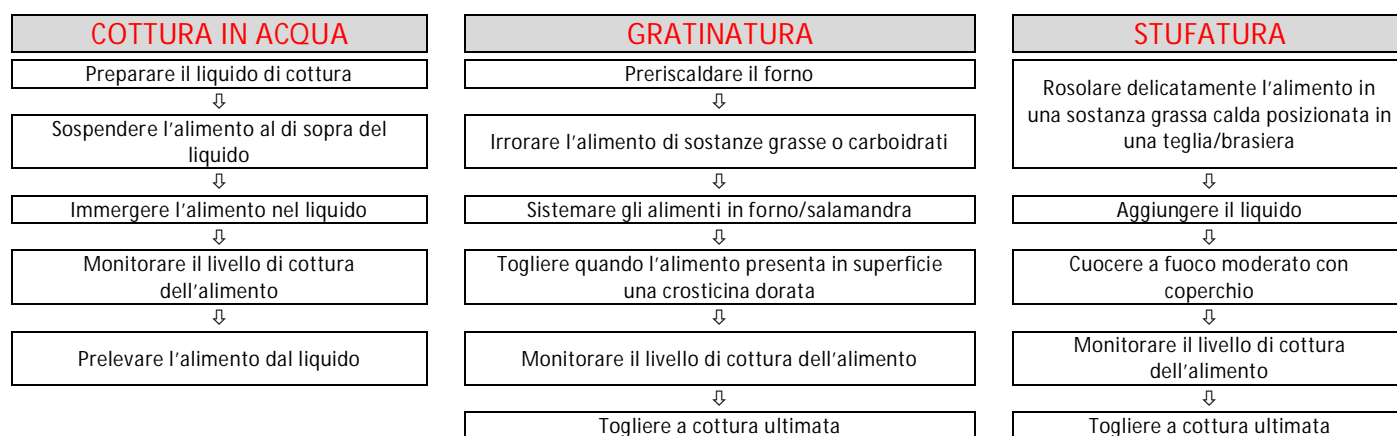 COTTURA IN ACQUA
Preparare il liquido di cottura
⇩
Sospendere l'alimento al di sopra del
liquido
⇩
Immergere l'alimento nel liquido
⇩
Monitorare il livello di cottura
dell'alimento
⇩
Prelevare l'alimento dal liquido
GRATINATURA
Preriscaldare il forno
⇩
Irrorare l'alimento di sostanze grasse o carboidrati
⇩
Sistemare gli alimenti in forno/salamandra
⇩
Togliere quando l'alimento presenta in superficie
una crosticina dorata
⇩
Monitorare il livello di cottura dell'alimento
⇩
Togliere a cottura ultimata
STUFATURA
Rosolare delicatamente l'alimento in
una sostanza grassa calda posizionata in
una teglia/brasiera
⇩
Aggiungere il liquido
⇩
Cuocere a fuoco moderato con
coperchio
⇩
Monitorare il livello di cottura
dell'alimento
⇩
Togliere a cottura ultimata